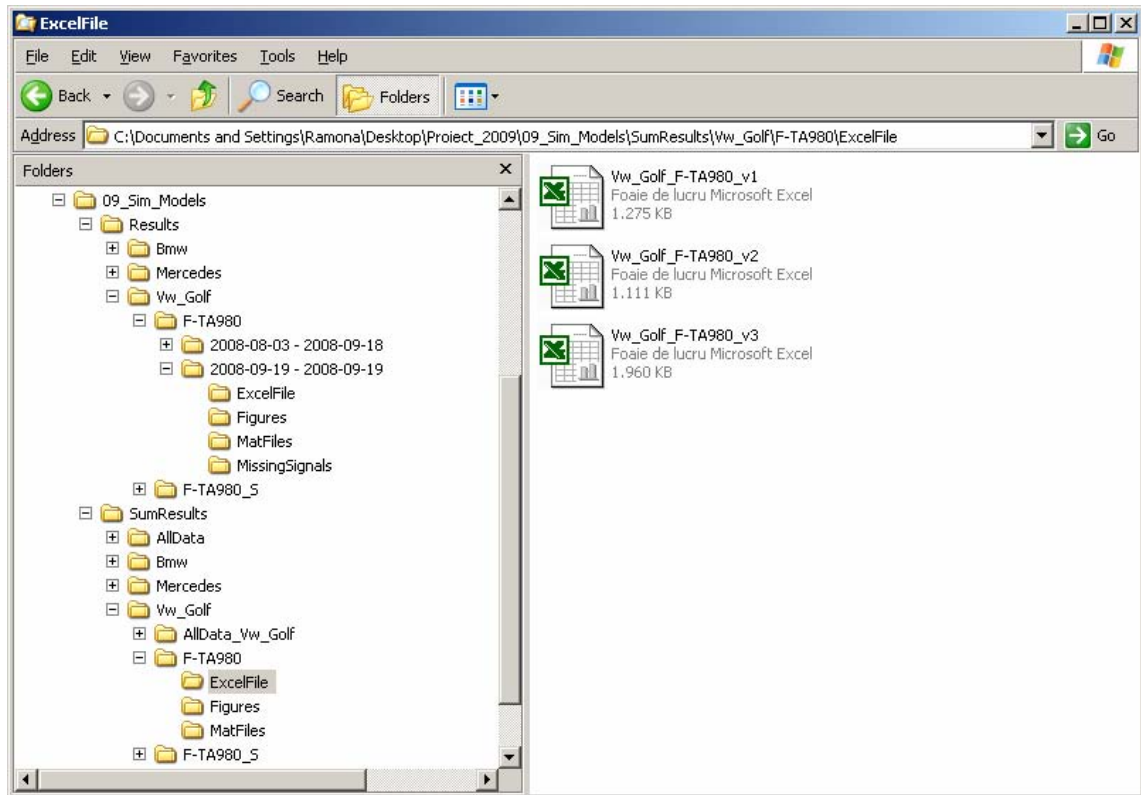 ExcelFile
File Edit View Favorites Tools Help
Back Search Folders
Address C:\Documents and Settings\Ramona\Desktop\Proiect_2009\09_Sim_Models\SumResults\Vw_Golf\F-TA980\ExcelFile Go
Folders
09_Sim_Models
Results
Bmw
Mercedes
Vw_Golf
F-TA980
2008-08-03 - 2008-09-18
2008-09-19 - 2008-09-19
ExcelFile
Figures
MatFiles
MissingSignals
F-TA980_S
SumResults
AllData
Bmw
Mercedes
Vw_Golf
AllData_Vw_Golf
F-TA980
ExcelFile
Figures
MatFiles
F-TA980_S
Vw_Golf_F-TA980_v1
Foaie de lucru Microsoft Excel
1.275 KB
Vw_Golf_F-TA980_v2
Foaie de lucru Microsoft Excel
1.111 KB
Vw_Golf_F-TA980_v3
Foaie de lucru Microsoft Excel
1.960 KB